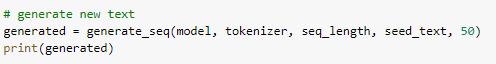 # generate new text
generated = generate_seq(model, tokenizer, seq_length, seed_text, 50)
print(generated)